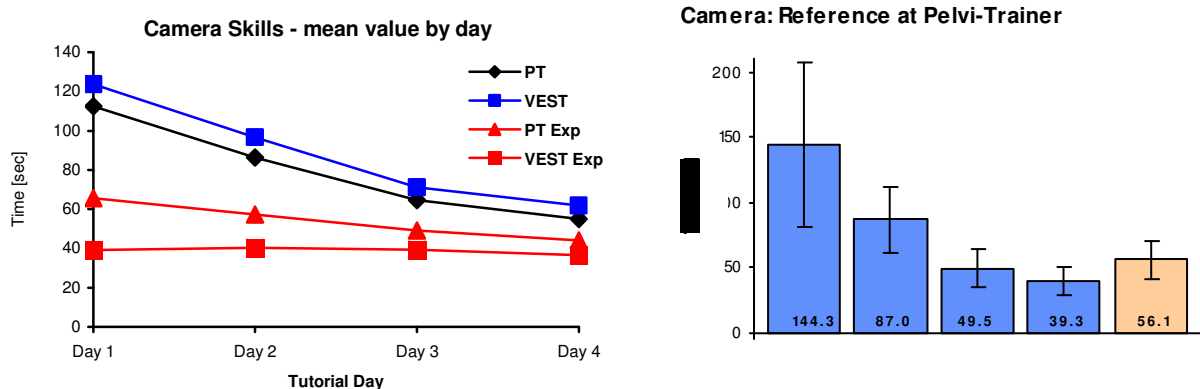 Camera Skills - mean value by day
140
120
100
80
60
40
20
0
Time [sec]
PT
VEST
PT Exp
VEST Exp
Day 1 Day 2 Day 3 Day 4
Tutorial Day
Camera: Reference at Pelvi-Trainer
200
150
50
0
144.3 87.0 49.5 39.3 56.1